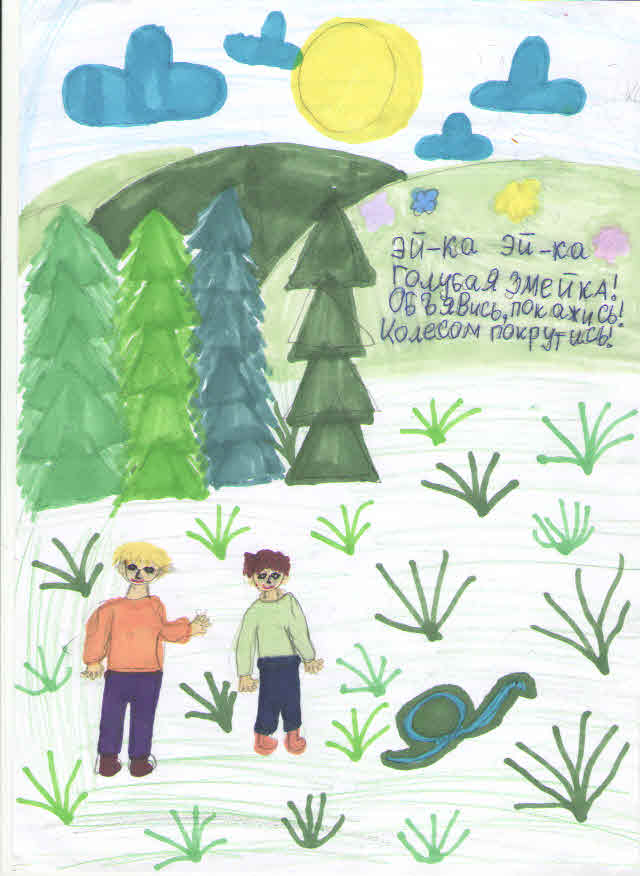 эй-ка эй-ка
голубая змейка!
Объявись, покажись!
Колесом покрутись!